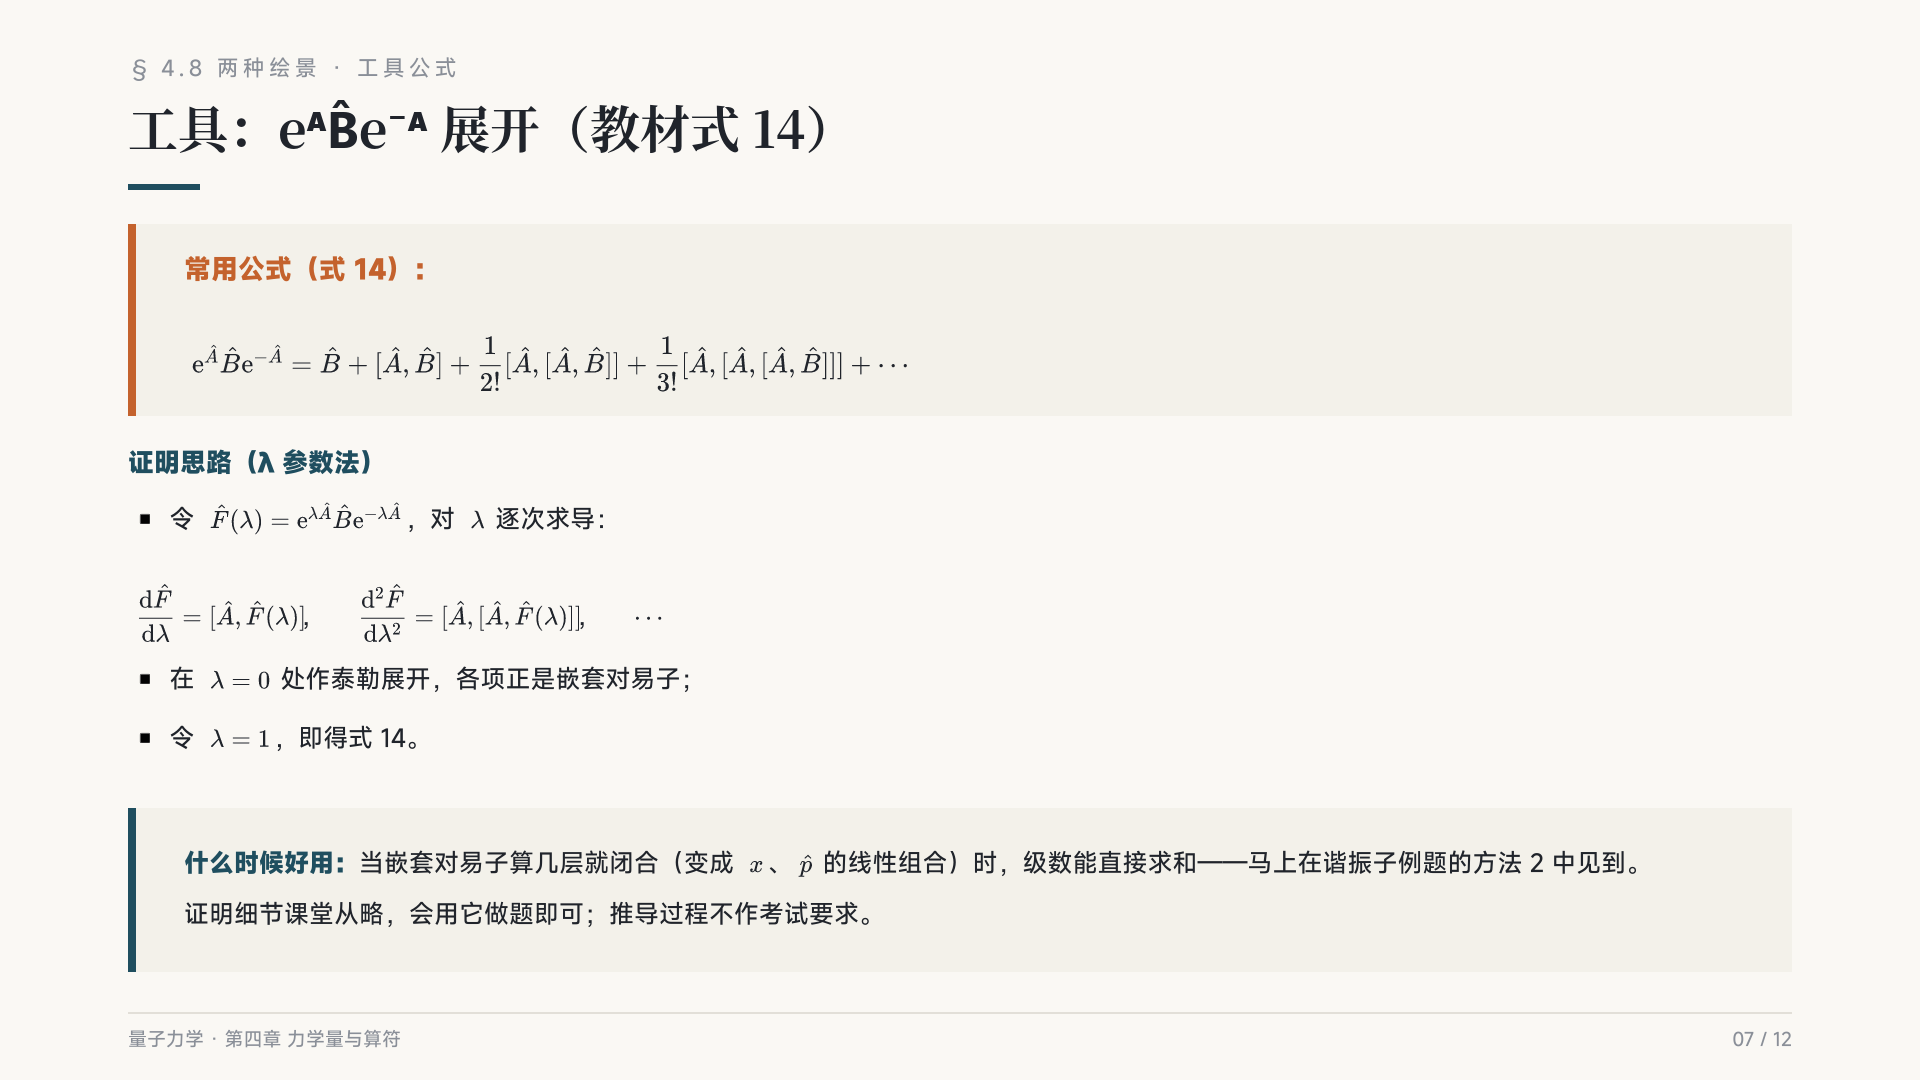 § 4.8 两种绘景 · 工具公式
工具：eᴬB̂e⁻ᴬ 展开（教材式 14）
常用公式（式 14）：
e^{Â}B̂e^{−Â} = B̂ + [Â, B̂] + \frac{1}{2!}[Â, [Â, B̂]] + \frac{1}{3!}[Â, [Â, [Â, B̂]]] + ···
证明思路（λ 参数法）
▪ 令 F̂(λ) = e^{λÂ}B̂e^{−λÂ}，对 λ 逐次求导：
\frac{dF̂}{dλ} = [Â, F̂(λ)], \frac{d²F̂}{dλ²} = [Â, [Â, F̂(λ)]], ···
▪ 在 λ = 0 处作泰勒展开，各项正是嵌套对易子；
▪ 令 λ = 1，即得式 14。
什么时候好用：当嵌套对易子算几层就闭合（变成 x、p̂ 的线性组合）时，级数能直接求和——马上在谐振子例题的方法 2 中见到。
证明细节课堂从略，会用它做题即可；推导过程不作考试要求。
量子力学 · 第四章 力学量与算符
07 / 12